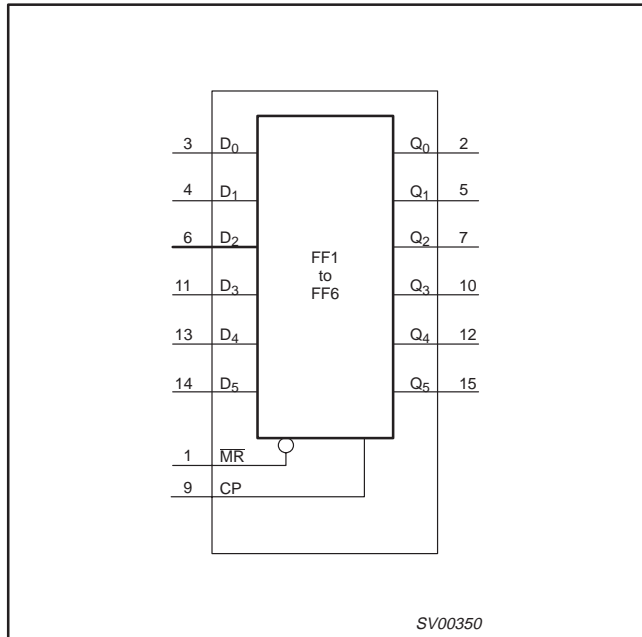 3 D0 Q0 2
4 D1 Q1 5
6 D2 Q2 7
FF1
to
FF6
11 D3 Q3 10
13 D4 Q4 12
14 D5 Q5 15
1 M̅R̅
9 CP
SV00350